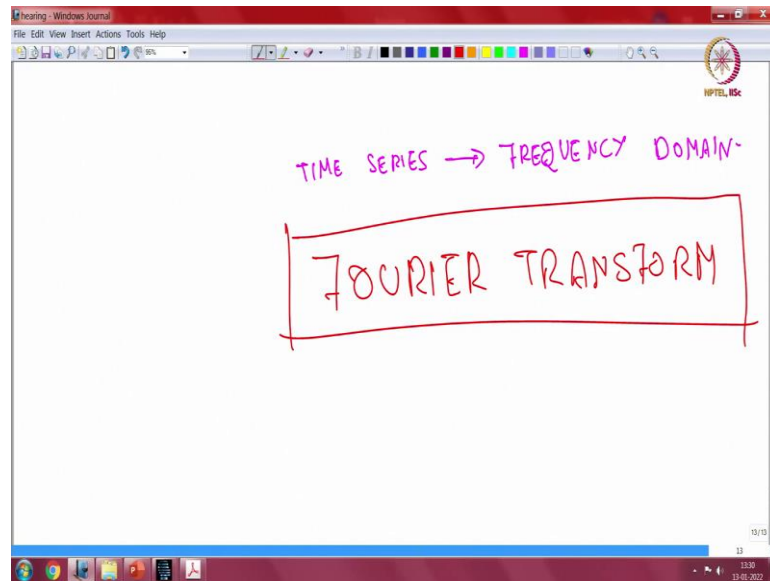 hearing - Windows Journal
File Edit View Insert Actions Tools Help
95%
B I
NPTEL, IISc
TIME SERIES → FREQUENCY DOMAIN-
FOURIER TRANSFORM
13/13
13
13:30
13-01-2022